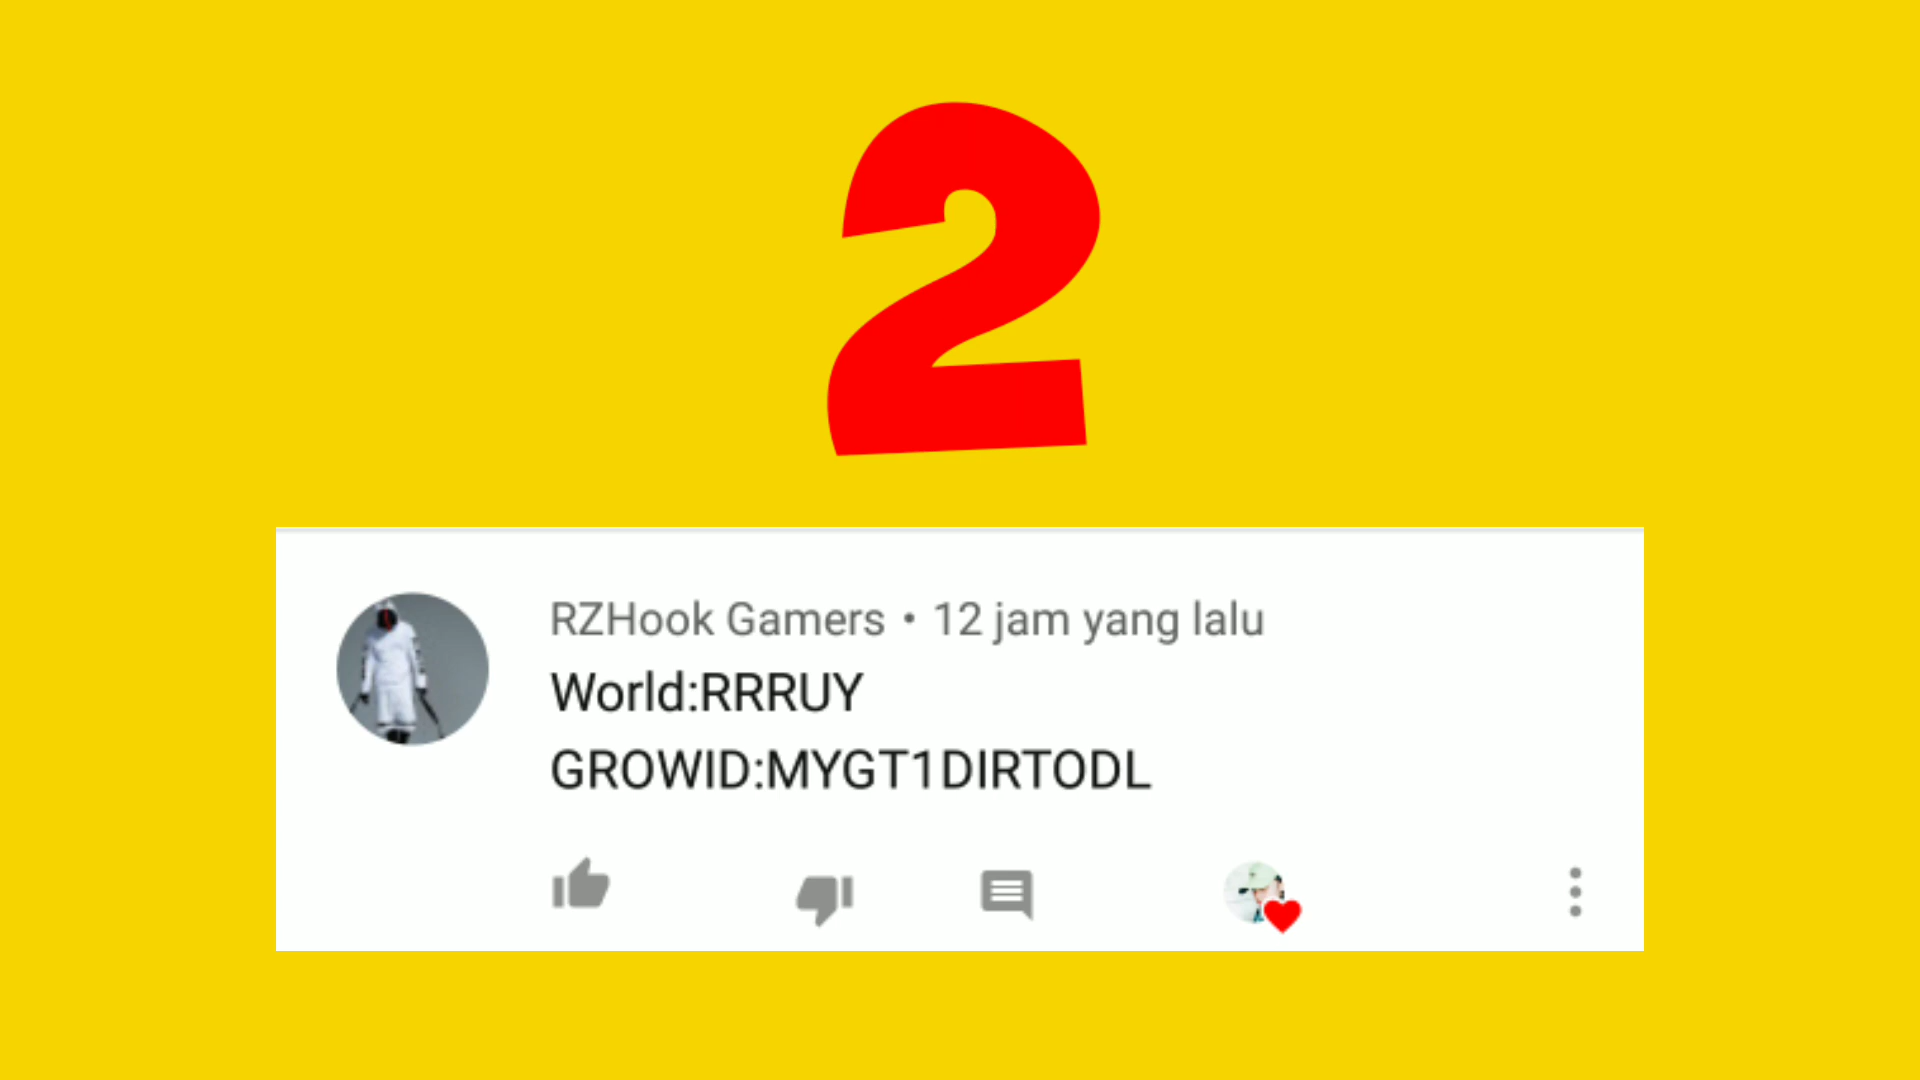 2
RZHook Gamers • 12 jam yang lalu
World:RRRUY
GROWID:MYGT1DIRTODL